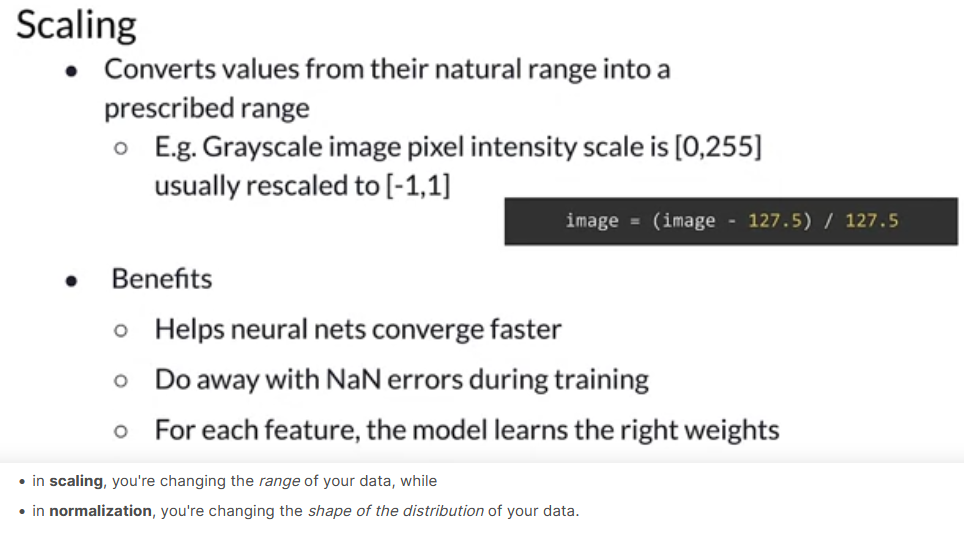 Scaling
• Converts values from their natural range into a
prescribed range
○ E.g. Grayscale image pixel intensity scale is [0,255]
usually rescaled to [-1,1]
image = (image - 127.5) / 127.5
• Benefits
○ Helps neural nets converge faster
○ Do away with NaN errors during training
○ For each feature, the model learns the right weights
• in scaling, you're changing the range of your data, while
• in normalization, you're changing the shape of the distribution of your data.